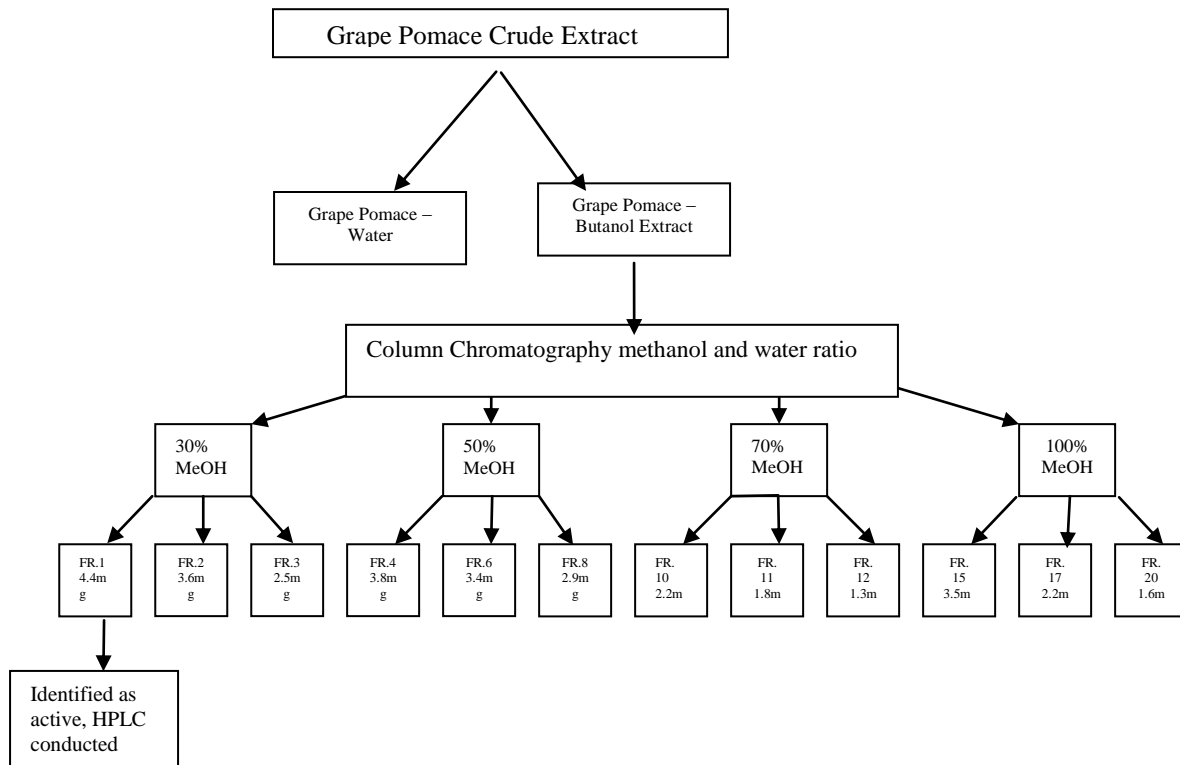 Grape Pomace Crude Extract
Grape Pomace –
Water
Grape Pomace –
Butanol Extract
Column Chromatography methanol and water ratio
30%
MeOH
50%
MeOH
70%
MeOH
100%
MeOH
FR.1
4.4m
g
FR.2
3.6m
g
FR.3
2.5m
g
FR.4
3.8m
g
FR.6
3.4m
g
FR.8
2.9m
g
FR.
10
2.2m
FR.
11
1.8m
FR.
12
1.3m
FR.
15
3.5m
FR.
17
2.2m
FR.
20
1.6m
Identified as
active, HPLC
conducted